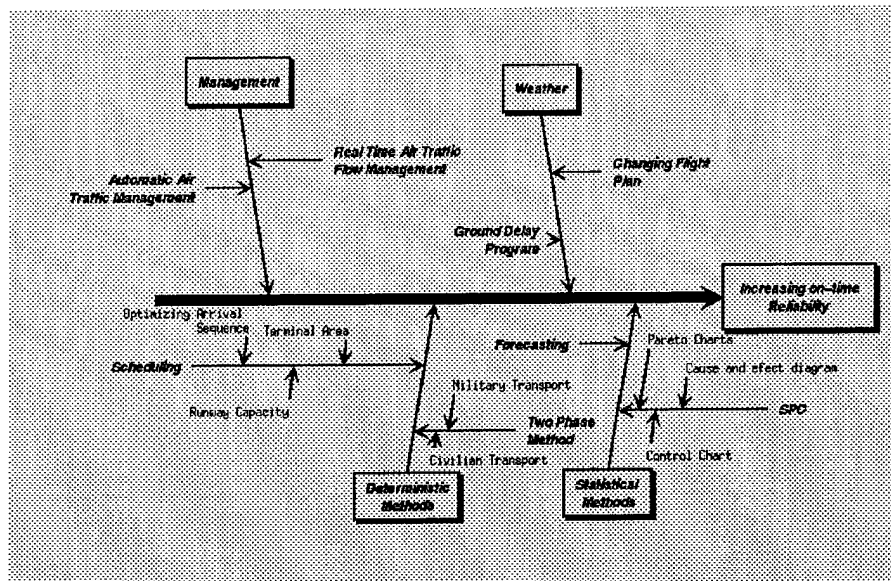 Management
Weather
Real Time Air Traffic
Flow Management
Automatic Air
Traffic Management
Changing Flight
Plan
Ground Delay
Program
Increasing on-time
Reliability
Optimizing Arrival
Sequence
Terminal Area
Scheduling
Runway Capacity
Forecasting
Pareto Charts
Cause and efect diagram
Military Transport
Two Phase
Method
Civilian Transport
SPC
Control Chart
Deterministic
Methods
Statistical
Methods